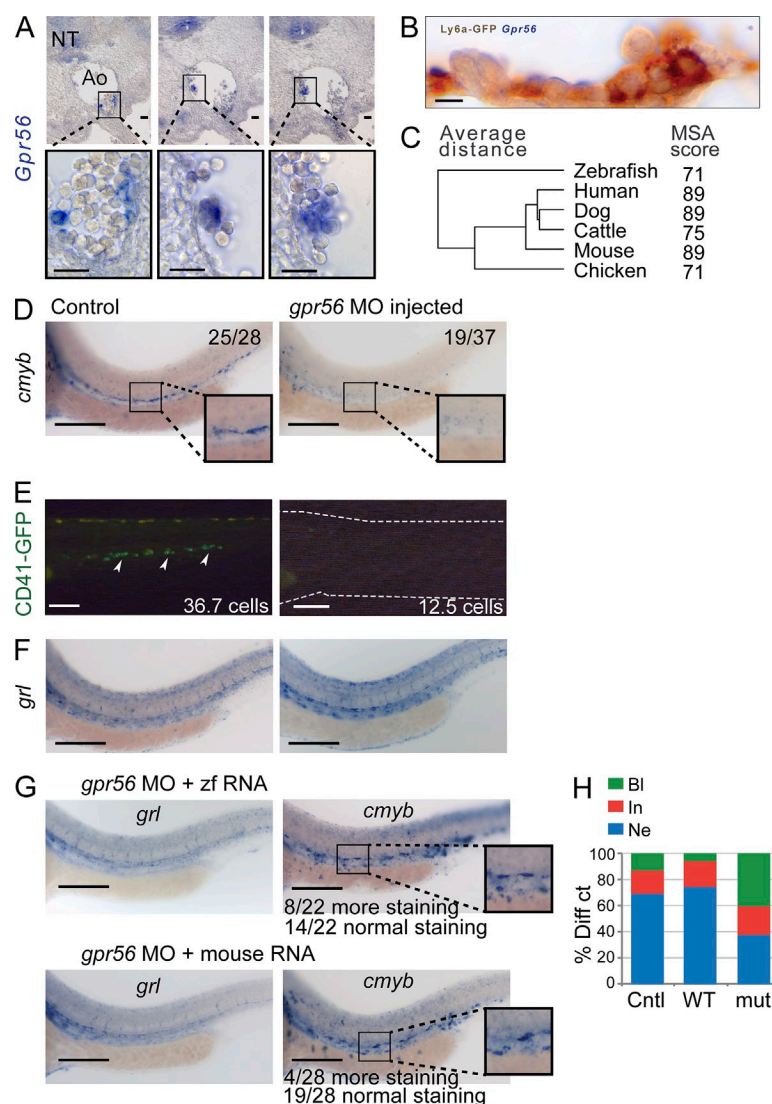 A
NT
Ao
Gpr56
B
Ly6a-GFP Gpr56
C
Average distance
MSA score
Zebrafish 71
Human 89
Dog 89
Cattle 75
Mouse 89
Chicken 71
D
Control
gpr56 MO injected
cmyb
25/28
19/37
E
CD41-GFP
36.7 cells
12.5 cells
F
grl
G
gpr56 MO + zf RNA
grl
cmyb
8/22 more staining
14/22 normal staining
gpr56 MO + mouse RNA
grl
cmyb
4/28 more staining
19/28 normal staining
H
Bl
In
Ne
% Diff ct
100
80
60
40
20
0
Cntl WT mut